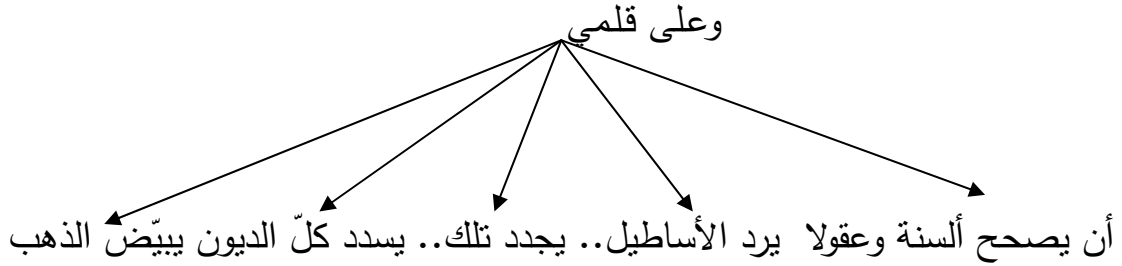 وعلى قلمي
أن يصحح ألسنة وعقولا يرد الأساطيل.. يجدد تلك.. يسدد كلّ الديون يبيّض الذهب